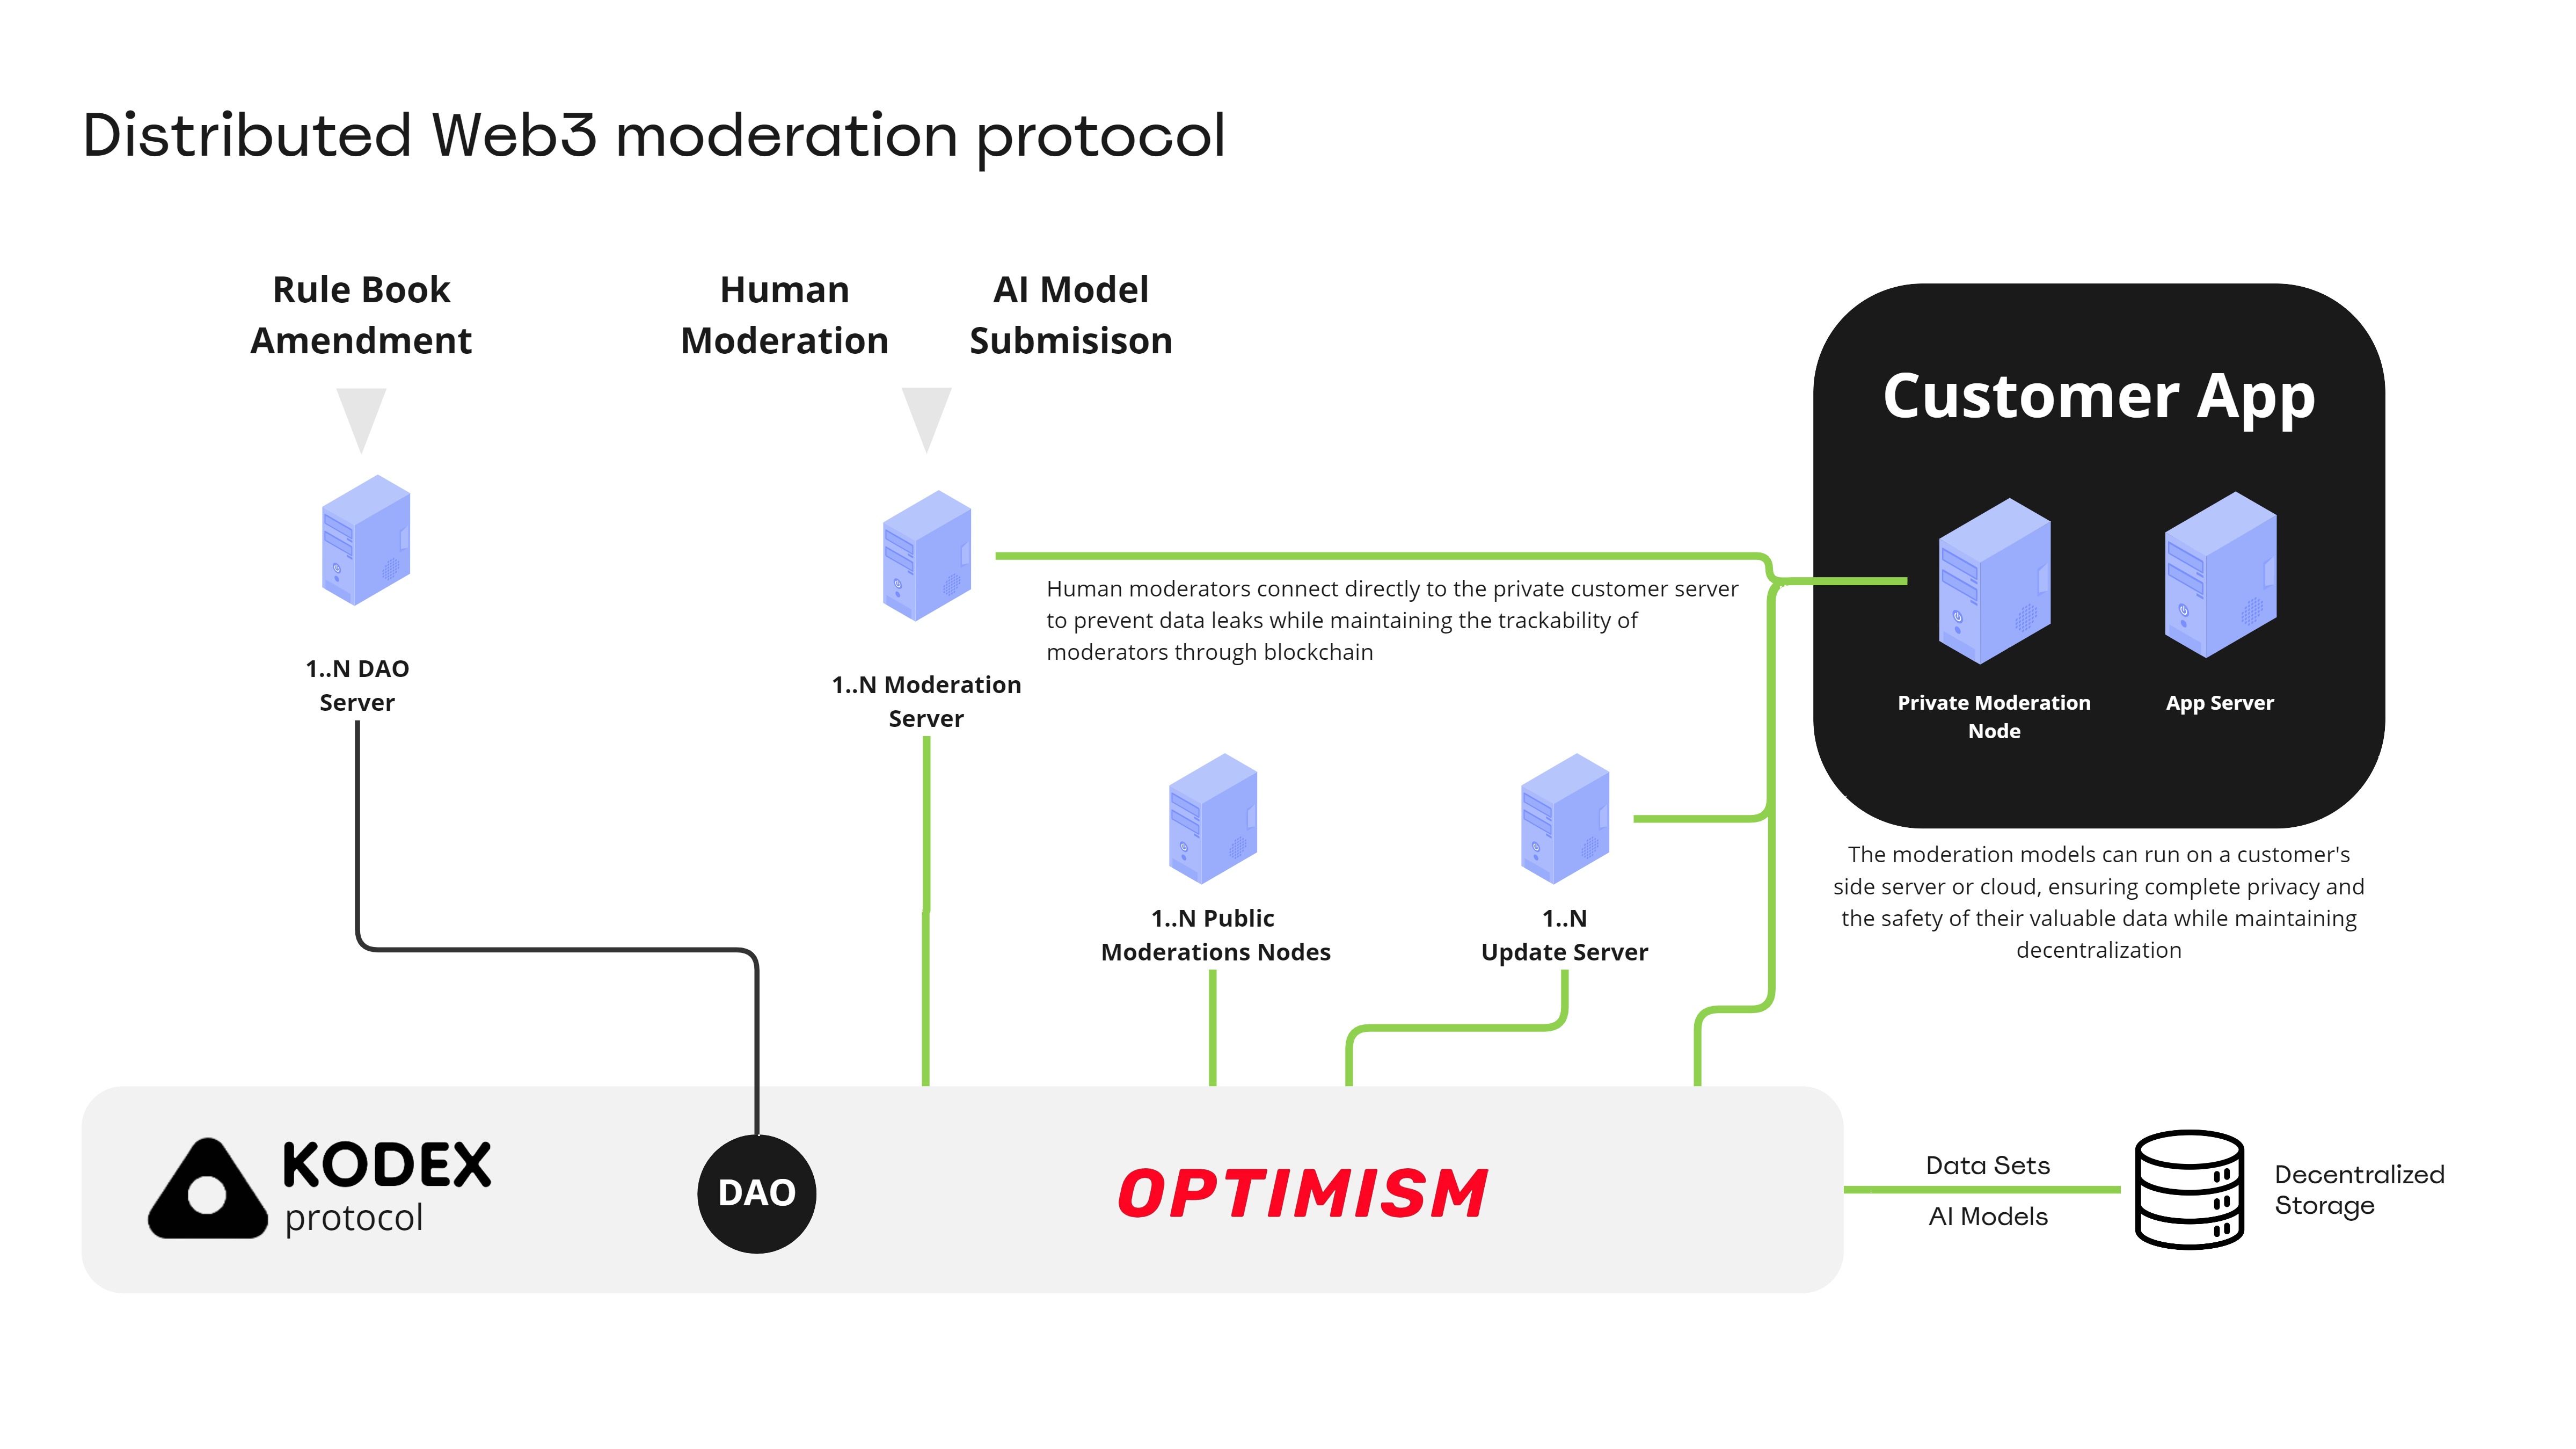 Distributed Web3 moderation protocol
Rule Book
Amendment
Human
Moderation
AI Model
Submisison
Customer App
Human moderators connect directly to the private customer server
to prevent data leaks while maintaining the trackability of
moderators through blockchain
1..N DAO
Server
1..N Moderation
Server
Private Moderation
Node
App Server
The moderation models can run on a customer's
side server or cloud, ensuring complete privacy and
the safety of their valuable data while maintaining
decentralization
1..N Public
Moderations Nodes
1..N
Update Server
KODEX
protocol
DAO
OPTIMISM
Data Sets
AI Models
Decentralized
Storage